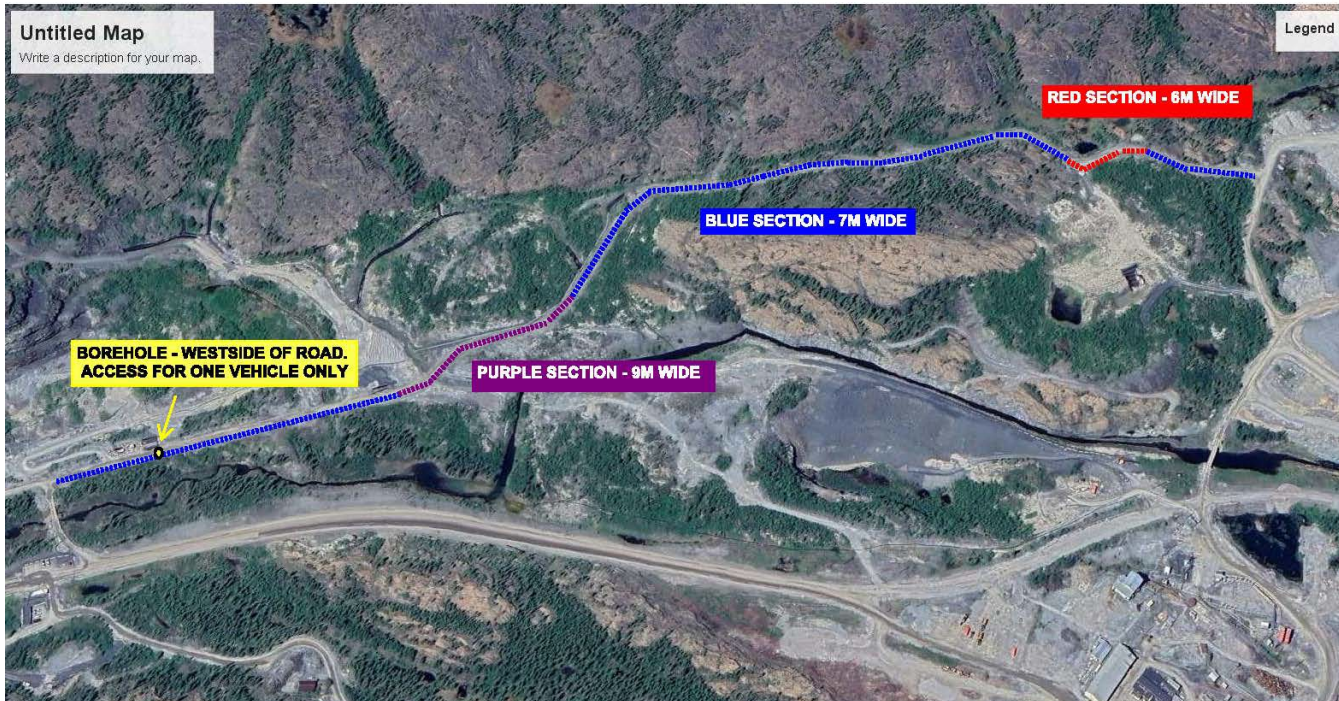 Untitled Map
Write a description for your map.
Legend
RED SECTION - 6M WIDE
BLUE SECTION - 7M WIDE
BOREHOLE - WESTSIDE OF ROAD.
ACCESS FOR ONE VEHICLE ONLY
PURPLE SECTION - 9M WIDE